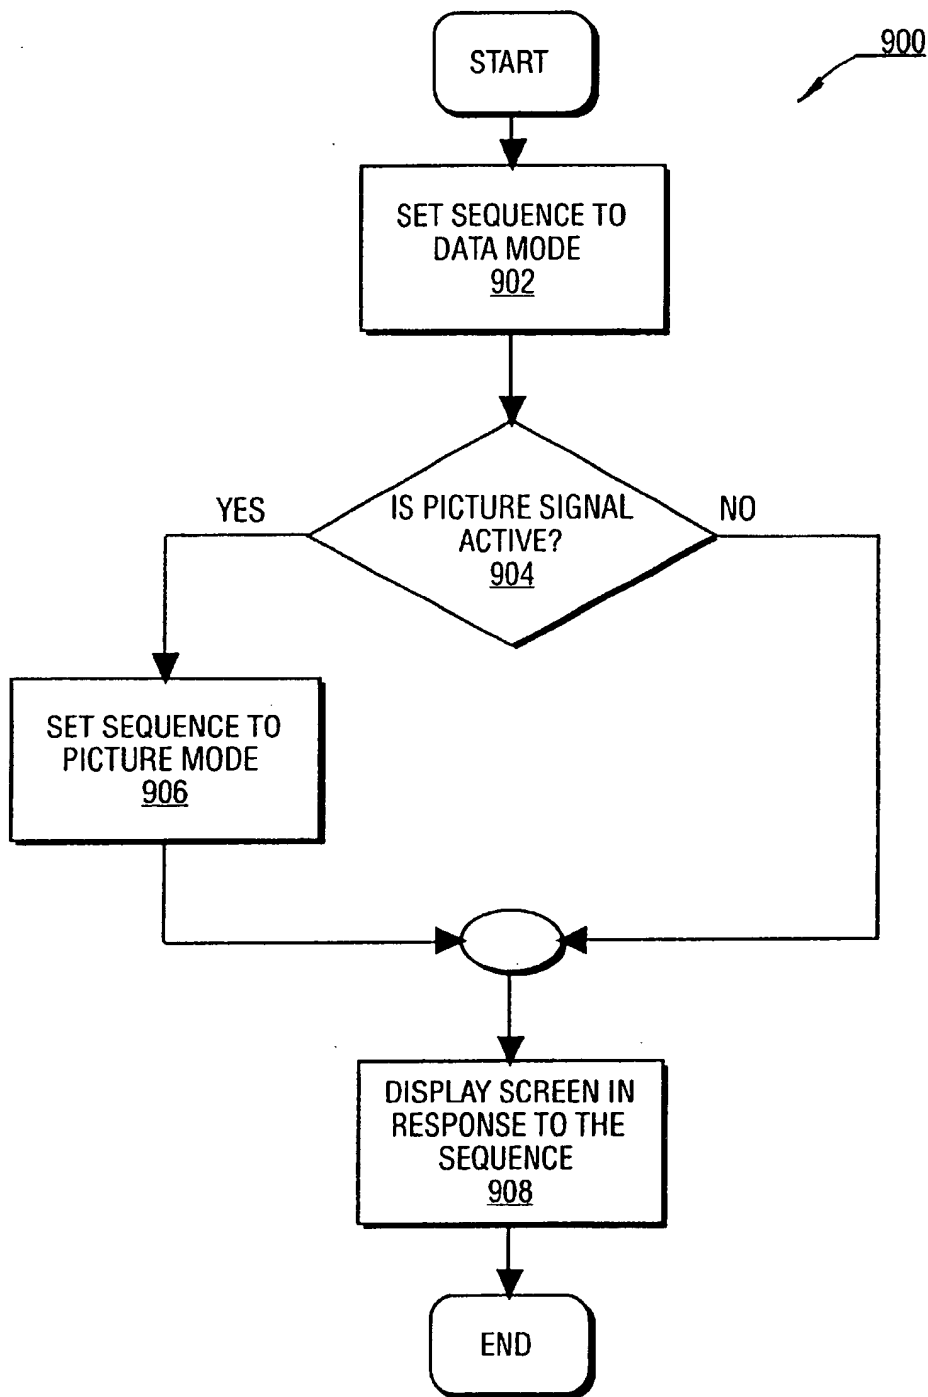 START
900
SET SEQUENCE TO
DATA MODE
902
YES
IS PICTURE SIGNAL
ACTIVE?
904
NO
SET SEQUENCE TO
PICTURE MODE
906
DISPLAY SCREEN IN
RESPONSE TO THE
SEQUENCE
908
END